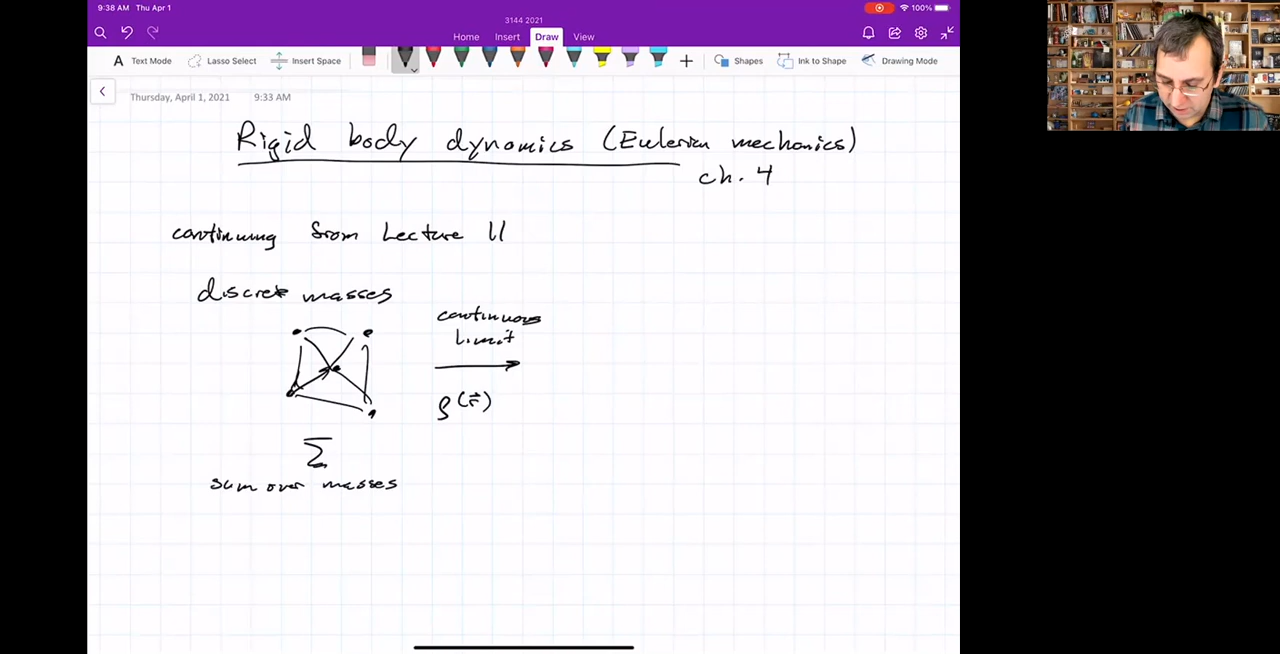 9:38 AM Thu Apr 1
100%
3144 2021
Home Insert Draw View
Text Mode Lasso Select Insert Space Shapes Ink to Shape Drawing Mode
Thursday, April 1, 2021 9:33 AM
Rigid body dynamics (Eulerian mechanics)
ch. 4
continuing from Lecture 11
discrete masses
continuous
limit
ρ(r⃗)
Σ
sum over masses